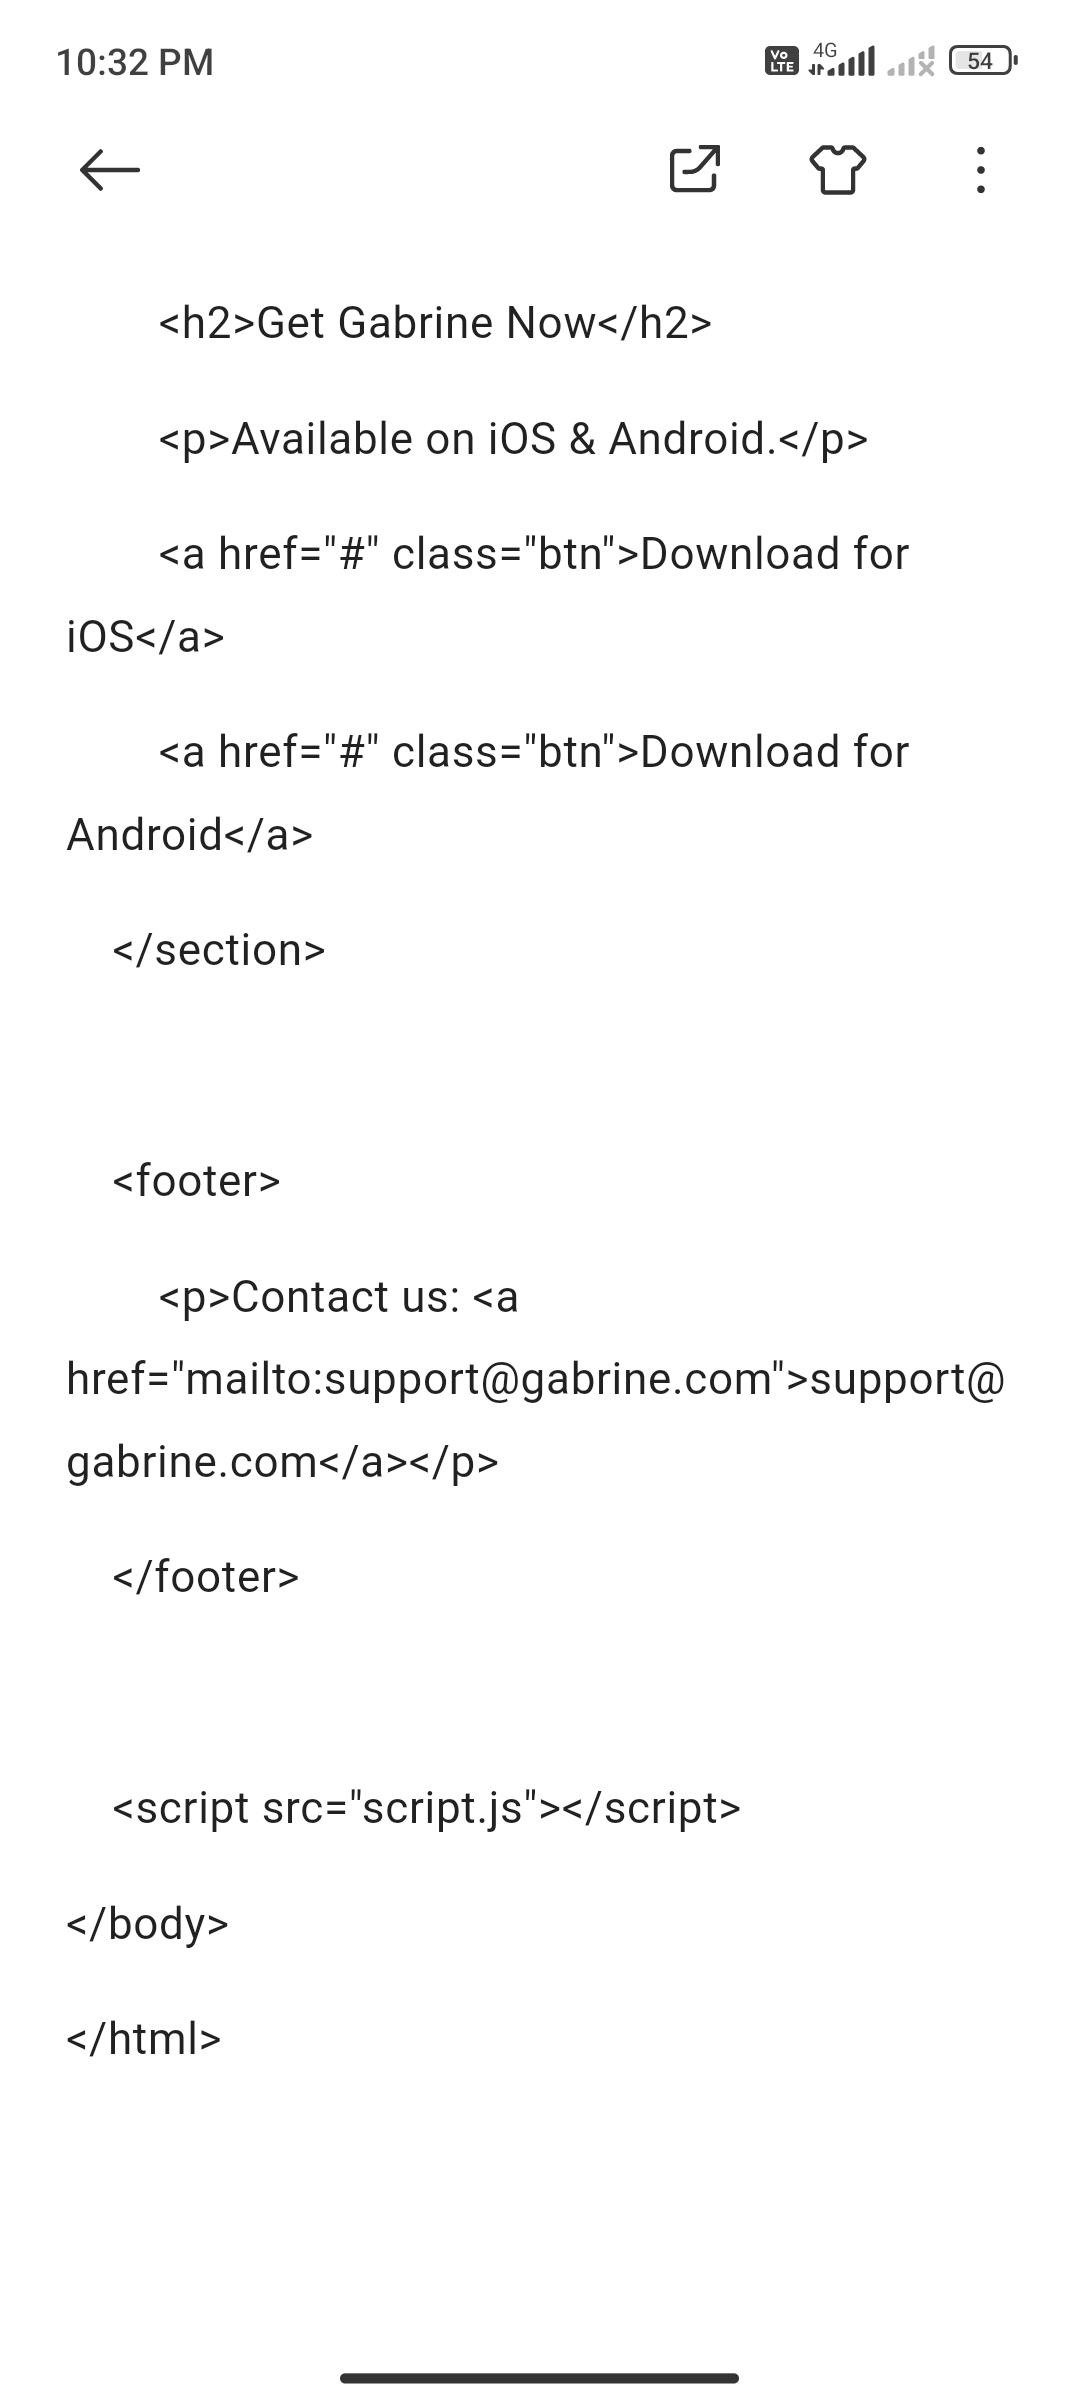 10:32 PM
Vo LTE 4G 54
<h2>Get Gabrine Now</h2>
<p>Available on iOS & Android.</p>
<a href="#" class="btn">Download for
iOS</a>
<a href="#" class="btn">Download for
Android</a>
</section>
<footer>
<p>Contact us: <a
href="mailto:support@gabrine.com">support@
gabrine.com</a></p>
</footer>
<script src="script.js"></script>
</body>
</html>